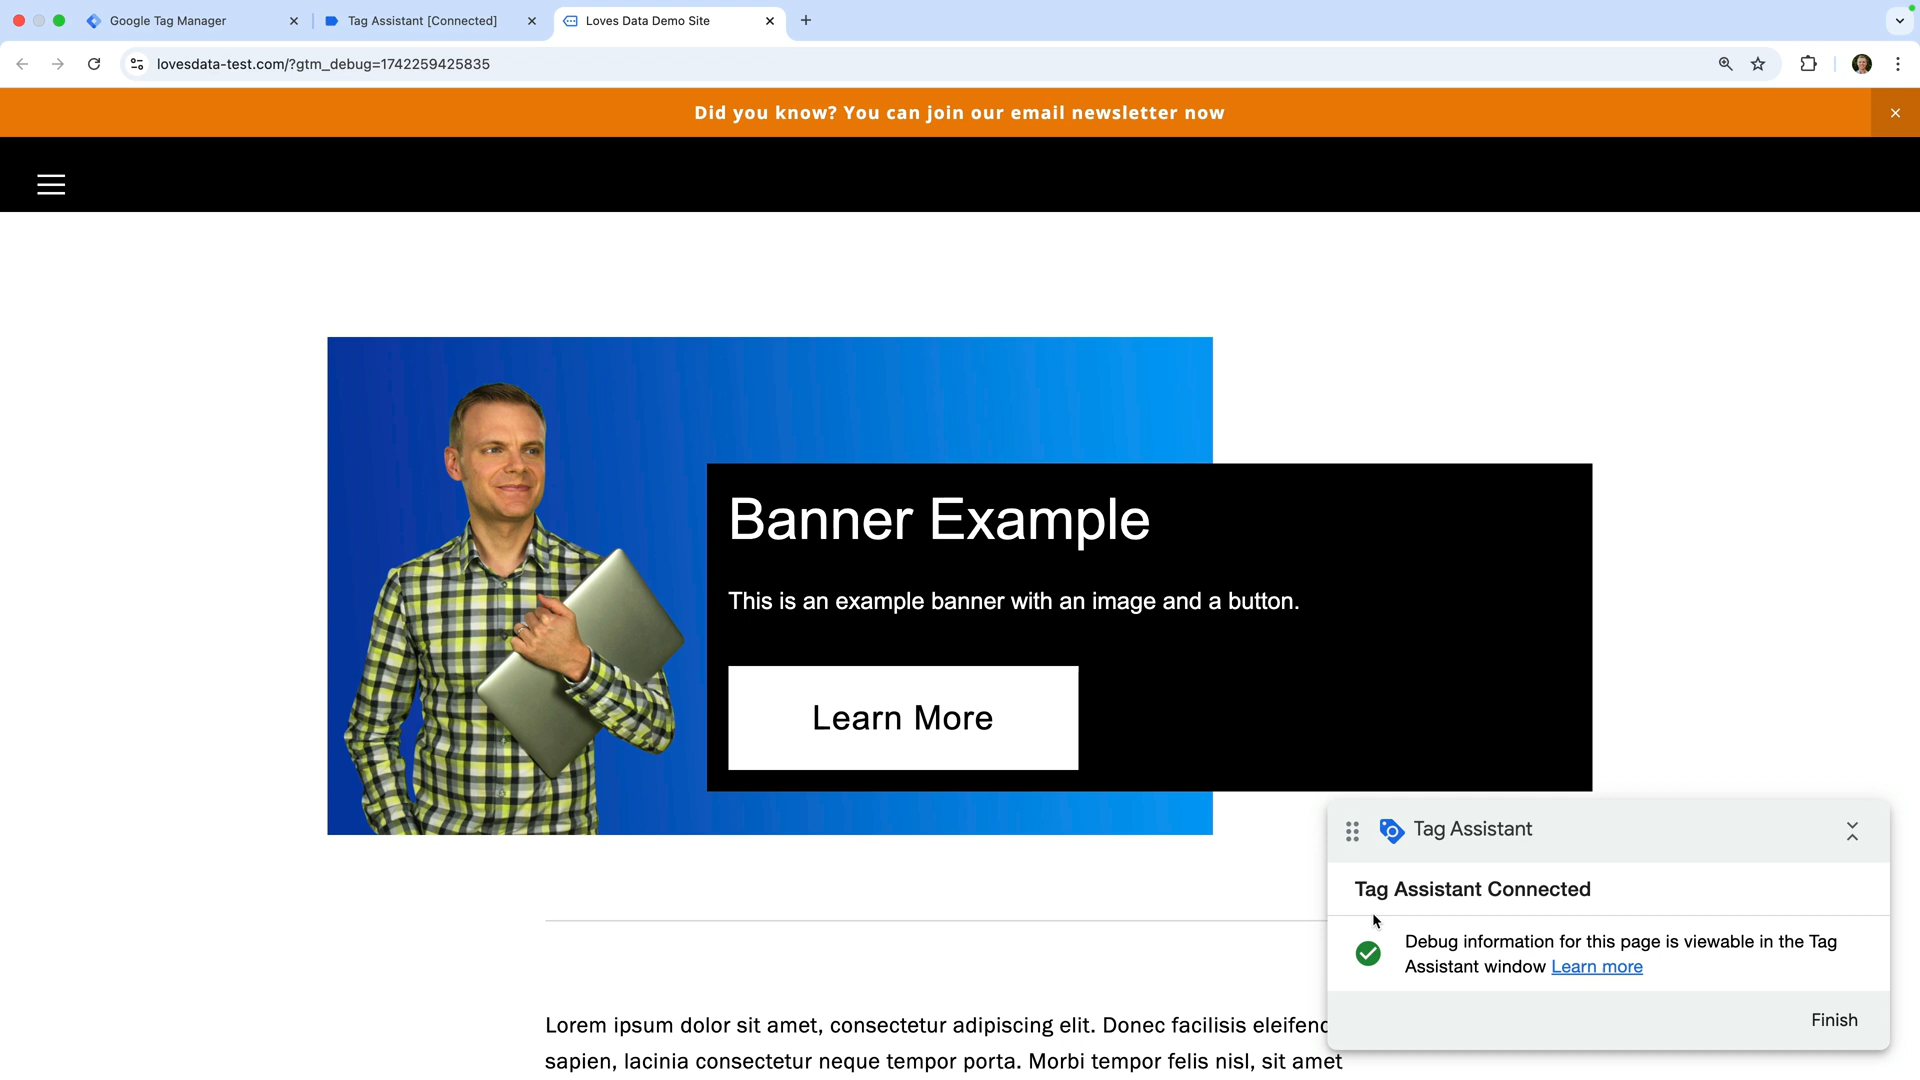 Google Tag Manager
Tag Assistant [Connected]
Loves Data Demo Site
lovesdata-test.com/?gtm_debug=1742259425835
Did you know? You can join our email newsletter now
Banner Example
This is an example banner with an image and a button.
Learn More
Tag Assistant
Tag Assistant Connected
Debug information for this page is viewable in the Tag
Assistant window Learn more
Finish
Lorem ipsum dolor sit amet, consectetur adipiscing elit. Donec facilisis
sapien, lacinia consectetur neque tempor porta. Morbi tempor felis nisl, sit amet